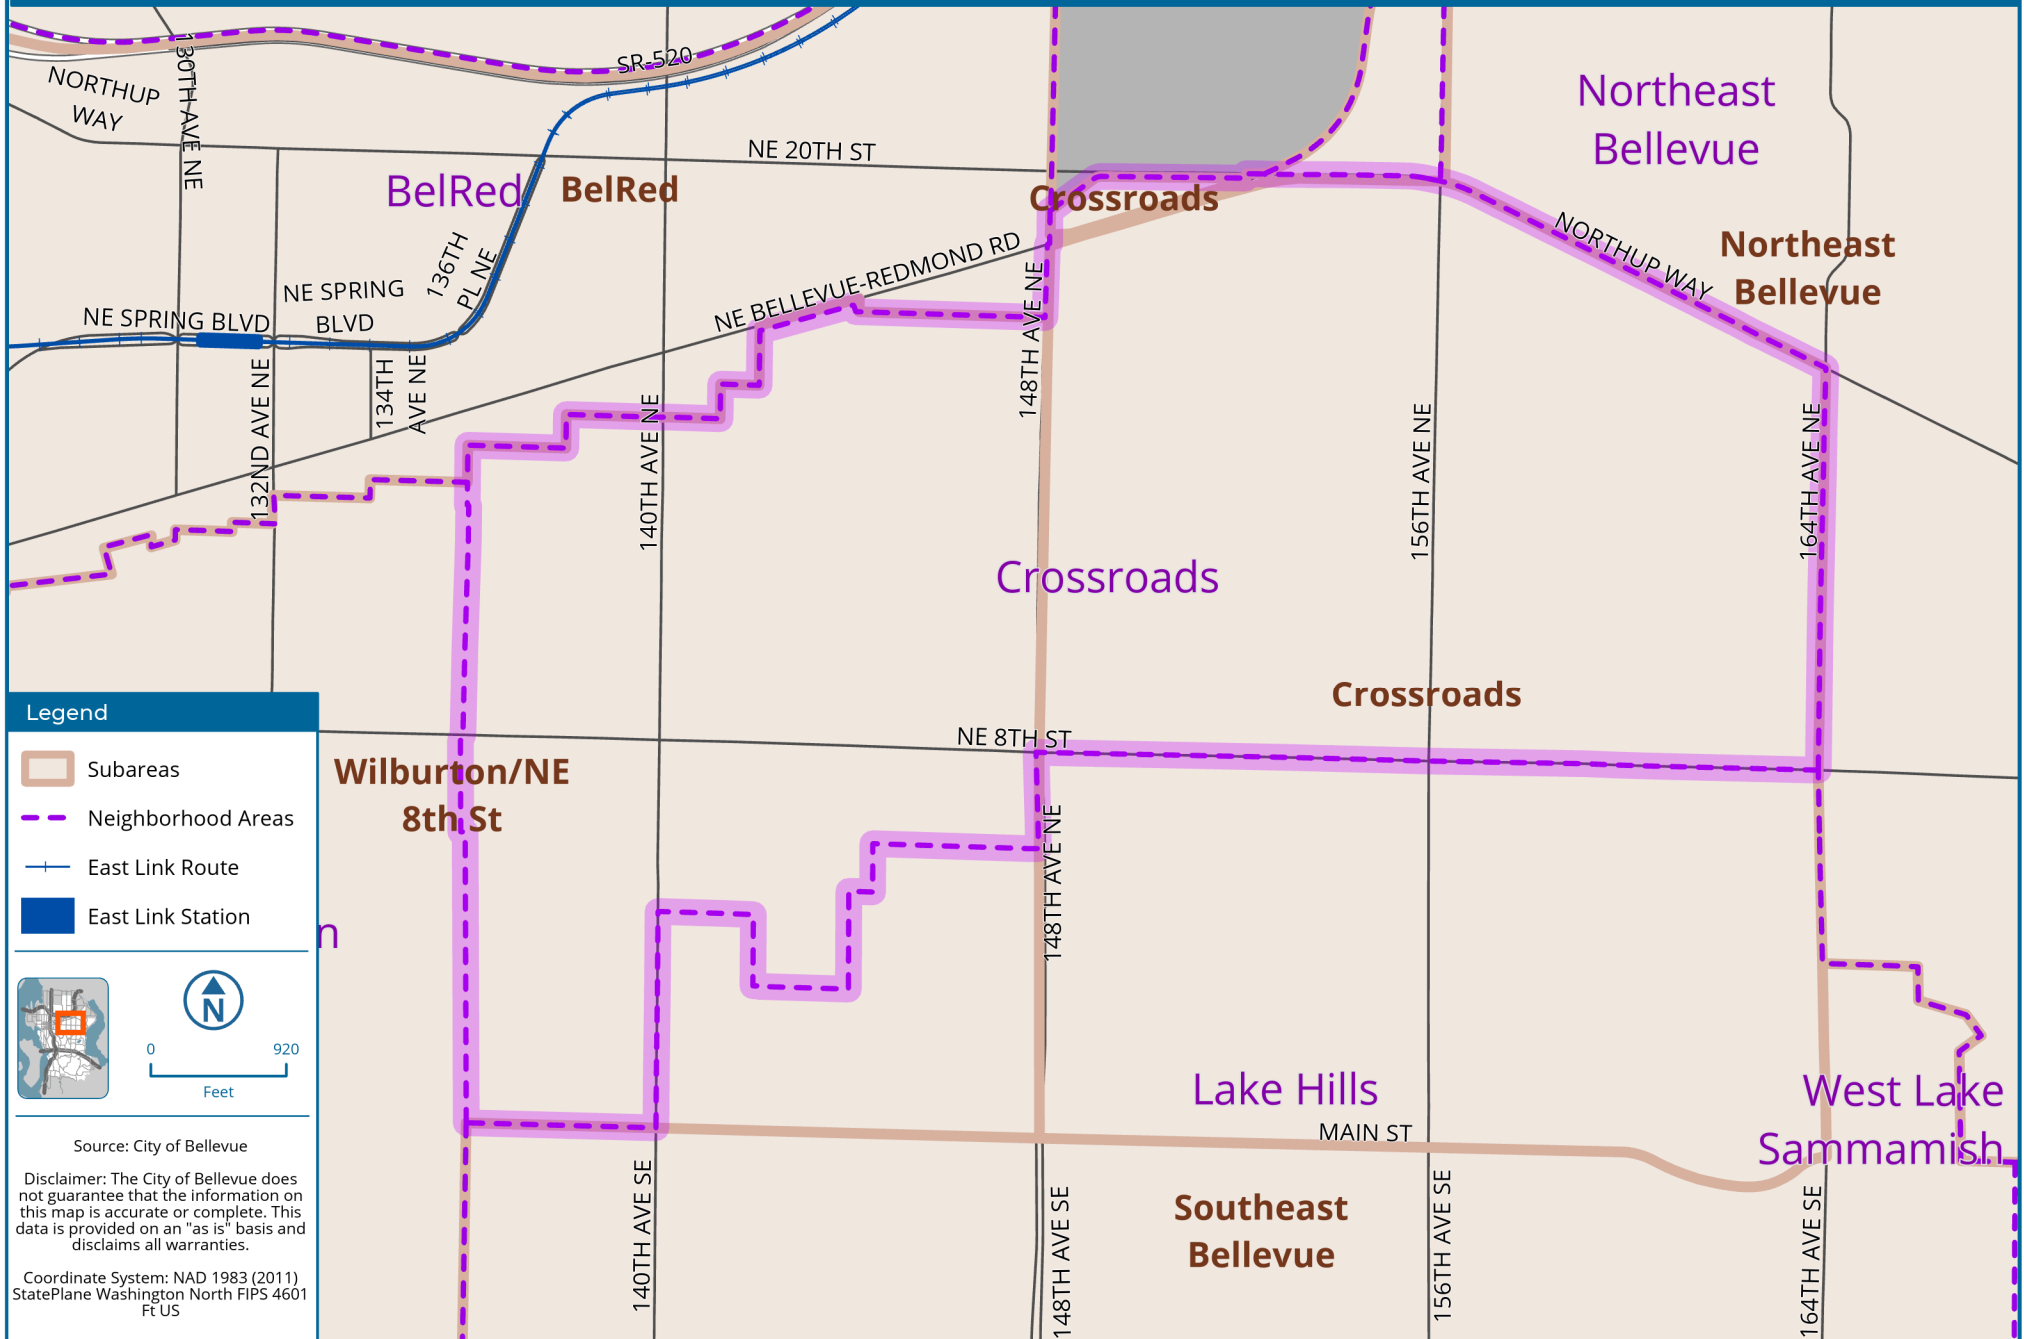 SR-520
NORTHUP
WAY
130TH AVE NE
NE 20TH ST
Northeast
Bellevue
BelRed
BelRed
Crossroads
NORTHUP WAY
Northeast
Bellevue
136TH
PL NE
NE BELLEVUE-REDMOND RD
NE SPRING
BLVD
NE SPRING BLVD
148TH AVE NE
132ND AVE NE
134TH
AVE NE
140TH AVE NE
156TH AVE NE
164TH AVE NE
Crossroads
Crossroads
NE 8TH ST
Wilburton/NE
8th St
148TH AVE NE
n
Lake Hills
MAIN ST
West Lake
Sammamish
Southeast
Bellevue
140TH AVE SE
148TH AVE SE
156TH AVE SE
164TH AVE SE
Legend
Subareas
Neighborhood Areas
East Link Route
East Link Station
N
0 920
Feet
Source: City of Bellevue
Disclaimer: The City of Bellevue does
not guarantee that the information on
this map is accurate or complete. This
data is provided on an "as is" basis and
disclaims all warranties.
Coordinate System: NAD 1983 (2011)
StatePlane Washington North FIPS 4601
Ft US